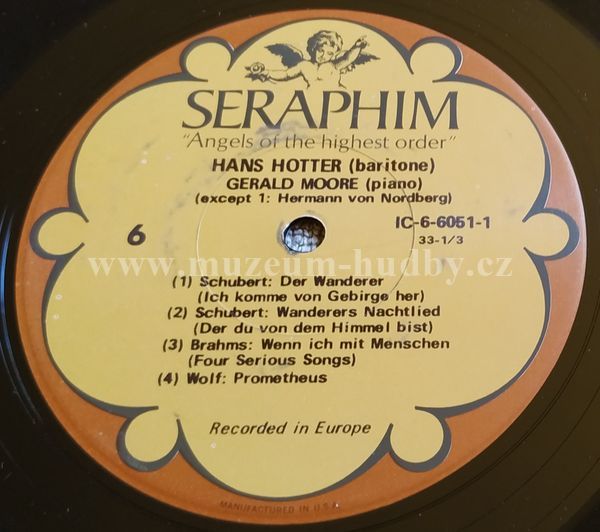 SERAPHIM
"Angels of the highest order"
HANS HOTTER (baritone)
GERALD MOORE (piano)
(except 1: Hermann von Nordberg)
6
IC-6-6051-1
33-1/3
www.muzeum-hudby.cz
(1) Schubert: Der Wanderer
(Ich komme von Gebirge her)
(2) Schubert: Wanderers Nachtlied
(Der du von dem Himmel bist)
(3) Brahms: Wenn ich mit Menschen
(Four Serious Songs)
(4) Wolf: Prometheus
Recorded in Europe
MANUFACTURED IN U.S.A.